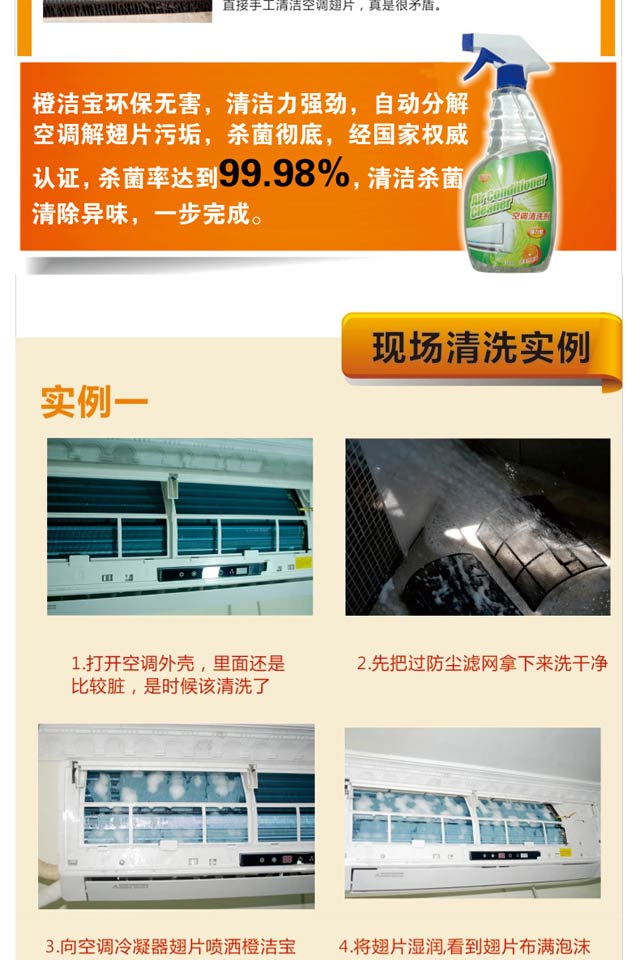 直接手工清洁空调翅片，真是很矛盾。
橙洁宝环保无害，清洁力强劲，自动分解
空调解翅片污垢，杀菌彻底，经国家权威
认证，杀菌率达到99.98%，清洁杀菌
清除异味，一步完成。
Air Conditioner
Cleaner
空调清洗剂
现场清洗实例
实例一
1.打开空调外壳，里面还是
比较脏，是时候该清洗了
2.先把过防尘滤网拿下来洗干净
3.向空调冷凝器翅片喷洒橙洁宝
4.将翅片湿润,看到翅片布满泡沫